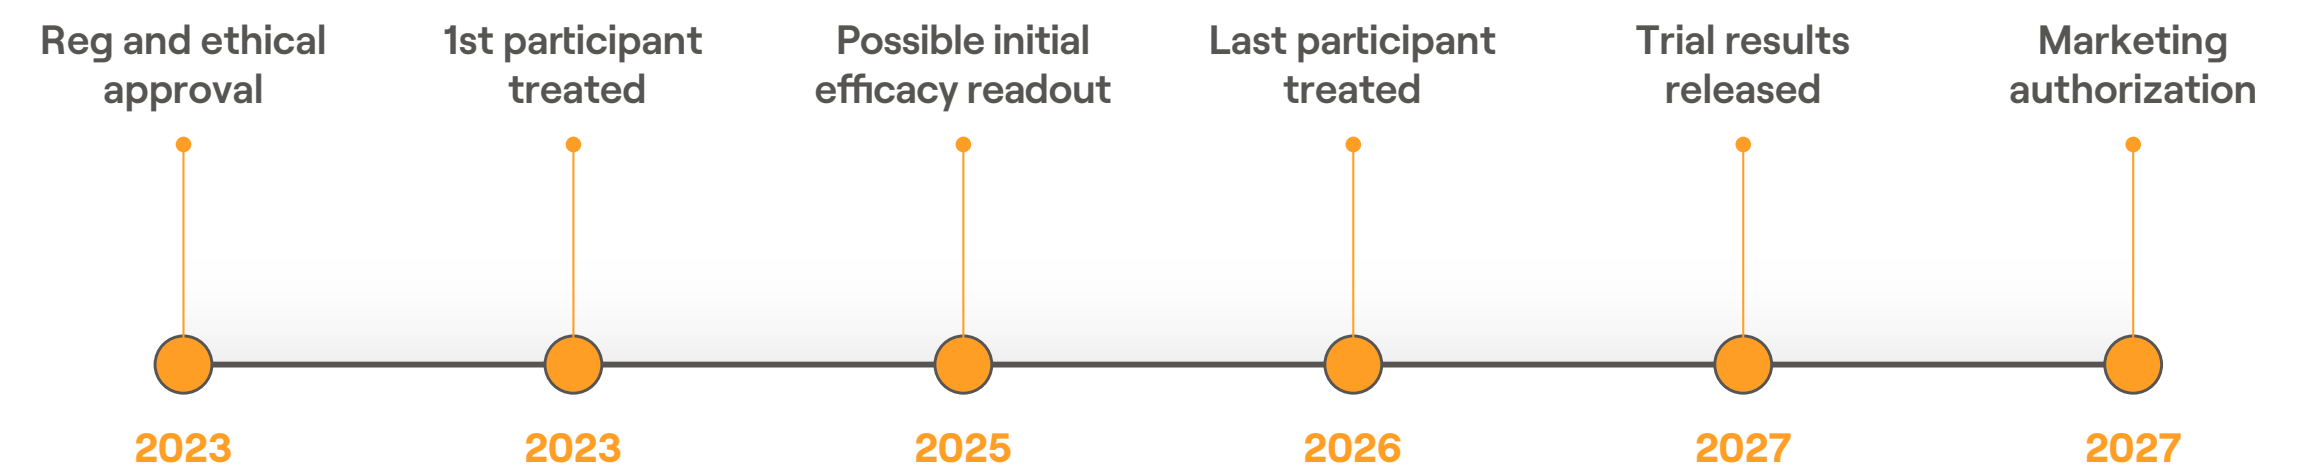 Reg and ethical
approval
1st participant
treated
Possible initial
efficacy readout
Last participant
treated
Trial results
released
Marketing
authorization
2023
2023
2025
2026
2027
2027